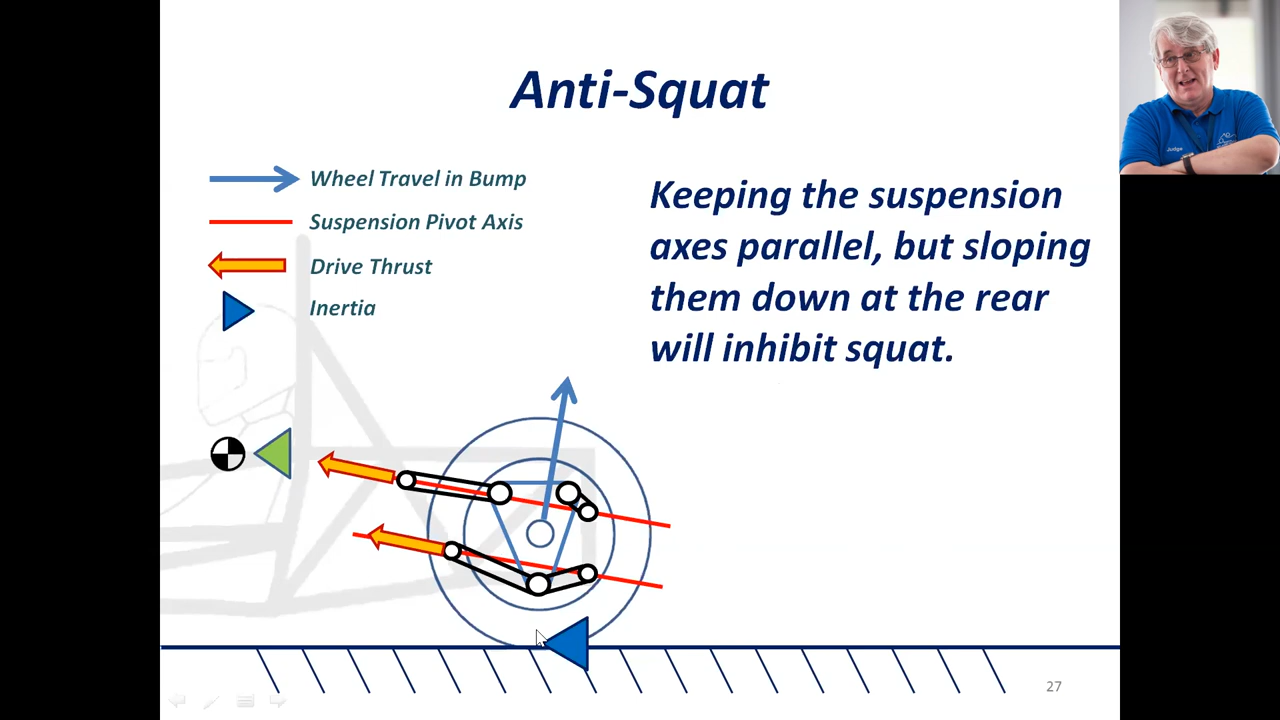 Anti-Squat
Wheel Travel in Bump
Suspension Pivot Axis
Drive Thrust
Inertia
Keeping the suspension
axes parallel, but sloping
them down at the rear
will inhibit squat.
Judge
27